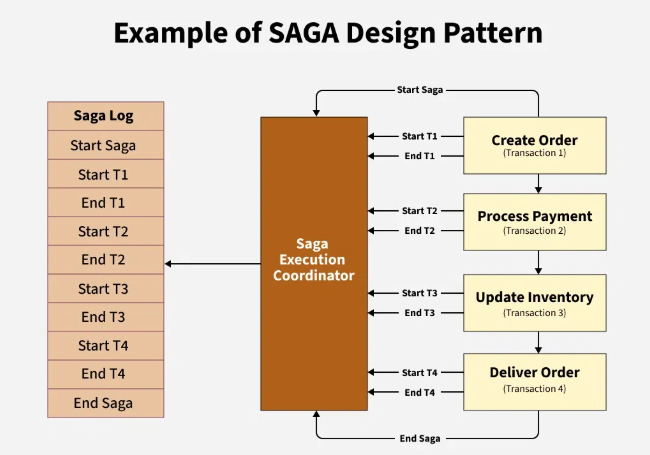 Example of SAGA Design Pattern
Saga Log
Start Saga
Start T1
End T1
Start T2
End T2
Start T3
End T3
Start T4
End T4
End Saga
Saga
Execution
Coordinator
Start Saga
Start T1
End T1
Start T2
End T2
Start T3
End T3
Start T4
End T4
End Saga
Create Order
(Transaction 1)
Process Payment
(Transaction 2)
Update Inventory
(Transaction 3)
Deliver Order
(Transaction 4)